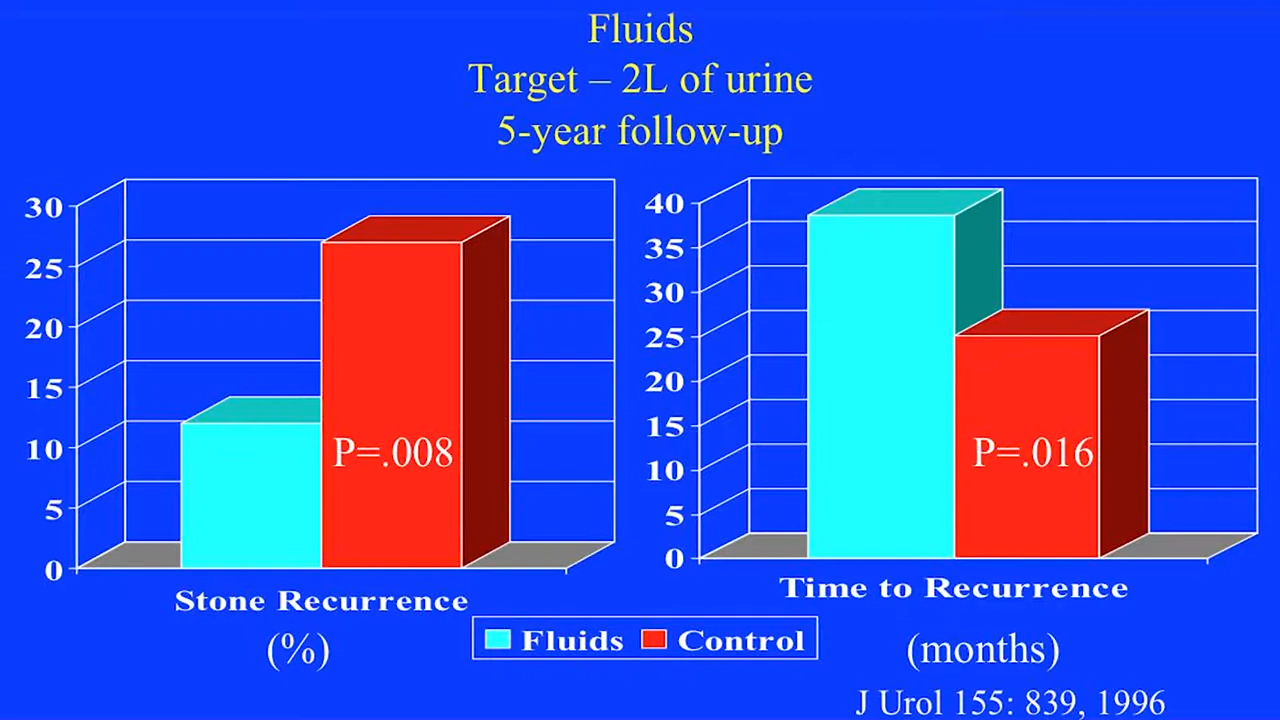 Fluids
Target – 2L of urine
5-year follow-up
30
25
20
15
10
5
0
P=.008
Stone Recurrence
(%)
40
35
30
25
20
15
10
5
0
P=.016
Time to Recurrence
(months)
Fluids Control
J Urol 155: 839, 1996